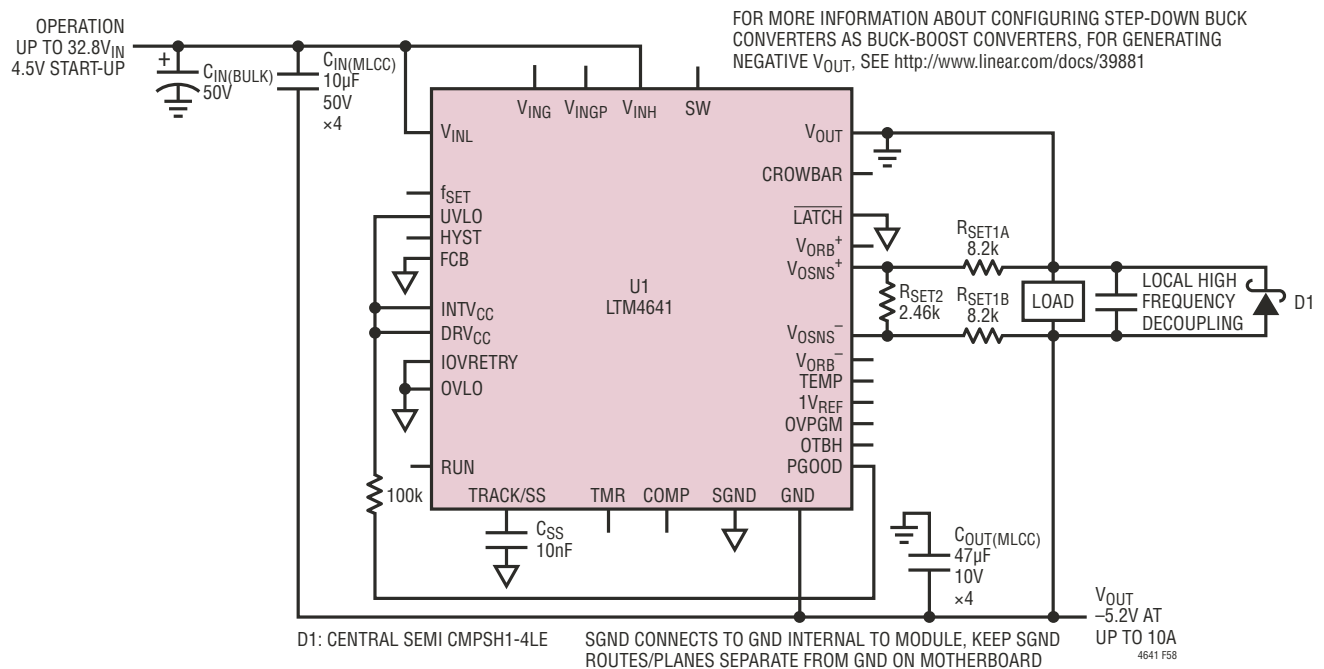 OPERATION
UP TO 32.8VIN
4.5V START-UP
+
CIN(BULK)
50V
CIN(MLCC)
10µF
50V
×4
FOR MORE INFORMATION ABOUT CONFIGURING STEP-DOWN BUCK
CONVERTERS AS BUCK-BOOST CONVERTERS, FOR GENERATING
NEGATIVE VOUT, SEE http://www.linear.com/docs/39881
VING VINGP VINH SW
VINL
fSET
UVLO
HYST
FCB
INTVCC
DRVCC
IOVRETRY
OVLO
RUN
U1
LTM4641
VOUT
CROWBAR
LATCH
VORB+
VOSNS+
VOSNS−
VORB−
TEMP
1VREF
OVPGM
OTBH
PGOOD
TRACK/SS TMR COMP SGND GND
100k
CSS
10nF
RSET1A
8.2k
RSET2
2.46k
RSET1B
8.2k
LOAD
LOCAL HIGH
FREQUENCY
DECOUPLING
D1
COUT(MLCC)
47µF
10V
×4
VOUT
–5.2V AT
UP TO 10A
4641 F58
D1: CENTRAL SEMI CMPSH1-4LE
SGND CONNECTS TO GND INTERNAL TO MODULE, KEEP SGND
ROUTES/PLANES SEPARATE FROM GND ON MOTHERBOARD